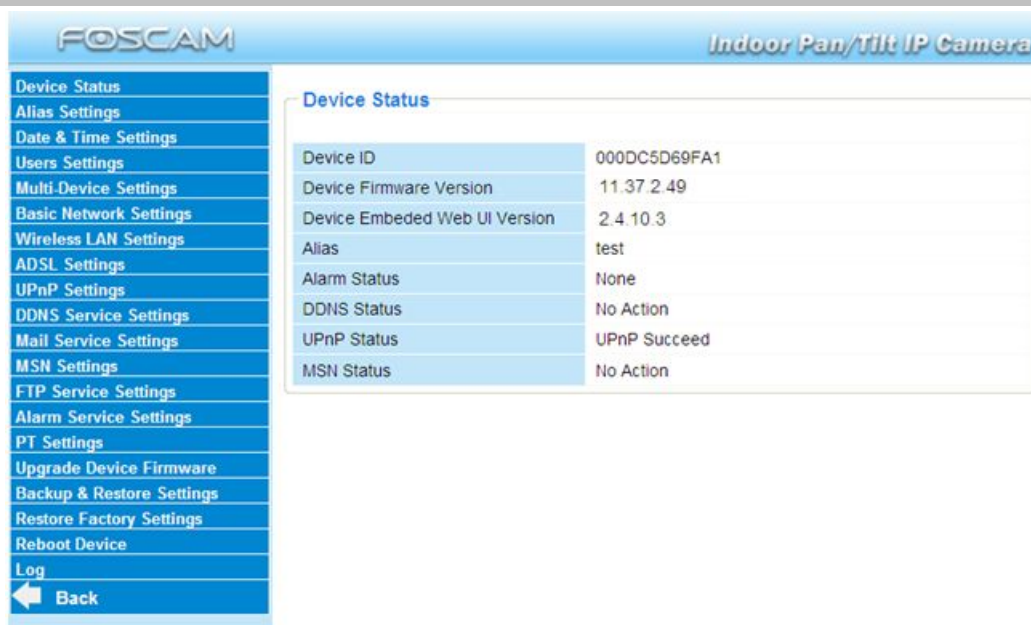 FOSCAM
Indoor Pan/Tilt IP Camera
Device Status
Alias Settings
Date & Time Settings
Users Settings
Multi-Device Settings
Basic Network Settings
Wireless LAN Settings
ADSL Settings
UPnP Settings
DDNS Service Settings
Mail Service Settings
MSN Settings
FTP Service Settings
Alarm Service Settings
PT Settings
Upgrade Device Firmware
Backup & Restore Settings
Restore Factory Settings
Reboot Device
Log
Back
Device Status
Device ID 000DC5D69FA1
Device Firmware Version 11.37.2.49
Device Embeded Web UI Version 2.4.10.3
Alias test
Alarm Status None
DDNS Status No Action
UPnP Status UPnP Succeed
MSN Status No Action